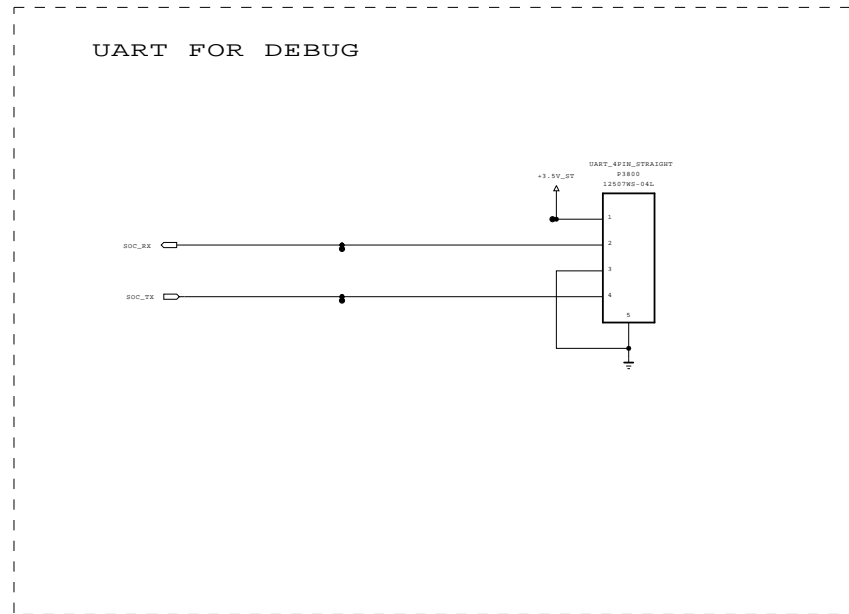 UART FOR DEBUG
UART_4PIN_STRAIGHT
P3800
12507WS-04L
+3.5V_ST
1
SOC_RX
2
3
SOC_TX
4
5